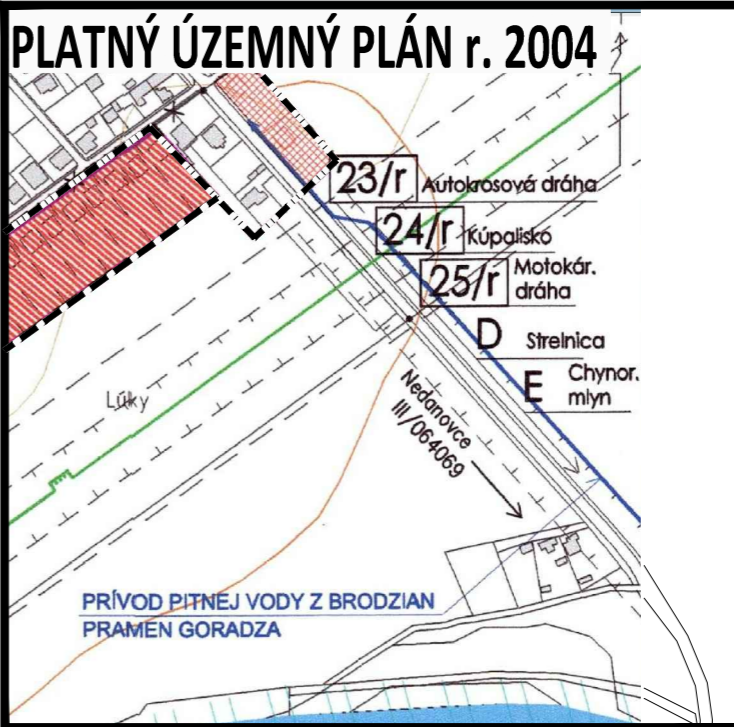 PLATNÝ ÚZEMNÝ PLÁN r. 2004
23/r Autokrosová dráha
24/r Kúpalisko
25/r Motokár.
dráha
D Strelnica
E Chynor.
mlyn
Lúky
Nedanovce
III/064069
PRÍVOD PITNEJ VODY Z BRODZIAN
PRAMEN GORADZA